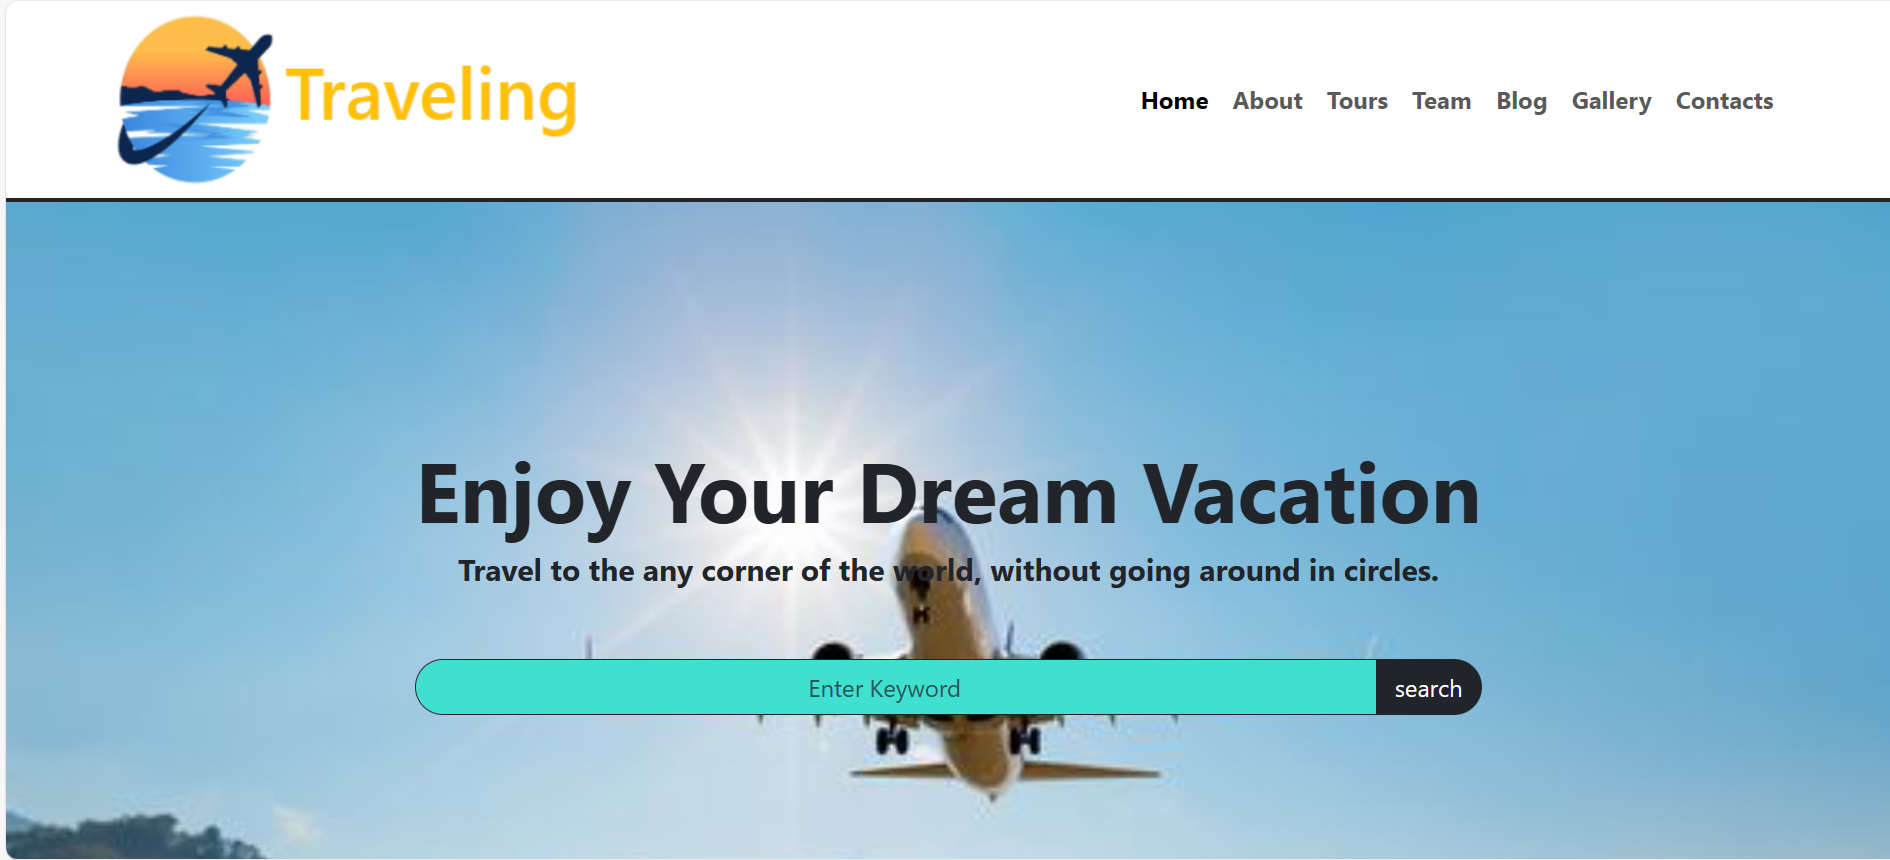 Traveling
Home About Tours Team Blog Gallery Contacts
Enjoy Your Dream Vacation
Travel to the any corner of the world, without going around in circles.
Enter Keyword search